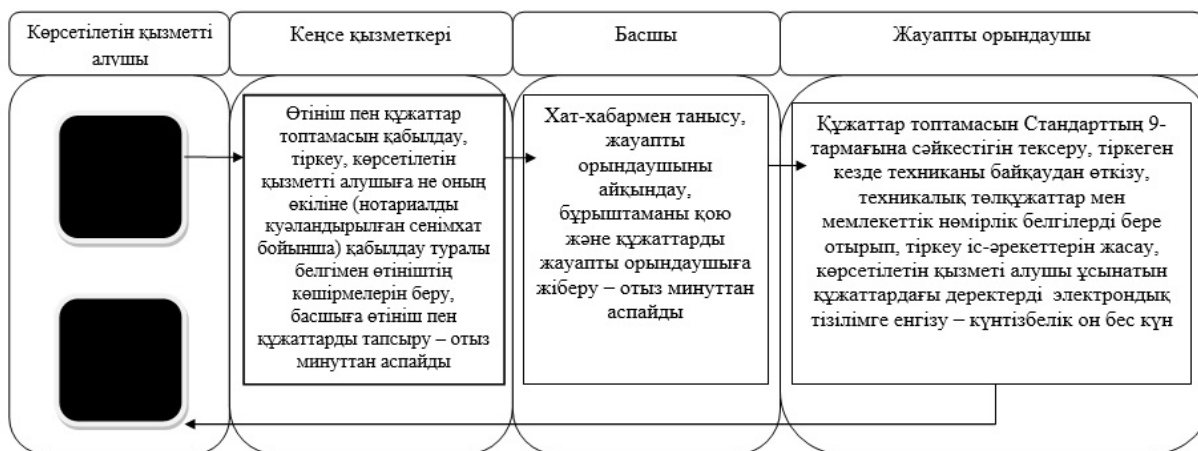 Көрсетілетін қызметті
алушы
Кеңсе қызметкері
Басшы
Жауапты орындаушы
Өтініш пен құжаттар
топтамасын қабылдау,
тіркеу, көрсетілетін
қызметті алушыға не оның
өкіліне (нотариалды
куәландырылған сенімхат
бойынша) қабылдау туралы
белгімен өтініштің
көшірмелерін беру,
басшыға өтініш пен
құжаттарды тапсыру – отыз
минуттан аспайды
Хат-хабармен танысу,
жауапты
орындаушыны
айқындау,
бұрыштаманы қою
және құжаттарды
жауапты орындаушыға
жіберу – отыз минуттан
аспайды
Құжаттар топтамасын Стандарттың 9-
тармағына сәйкестігін тексеру, тіркеген
кезде техниканы байқаудан өткізу,
техникалық төлқұжаттар мен
мемлекеттік нөмірлік белгілерді бере
отырып, тіркеу іс-әрекеттерін жасау,
көрсетілетін қызметі алушы ұсынатын
құжаттардағы деректерді электрондық
тізілімге енгізу – күнтізбелік он бес күн